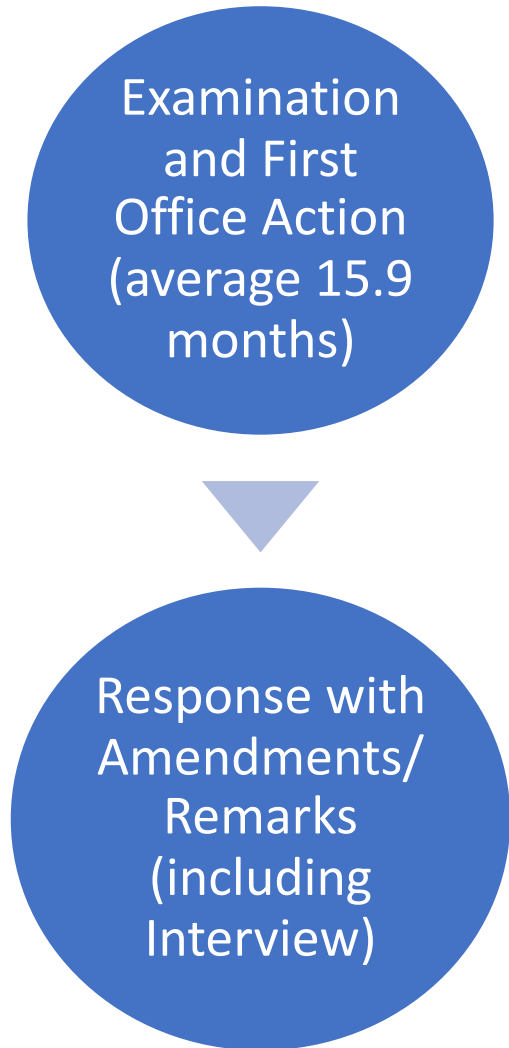 Examination
and First
Office Action
(average 15.9
months)
Response with
Amendments/
Remarks
(including
Interview)